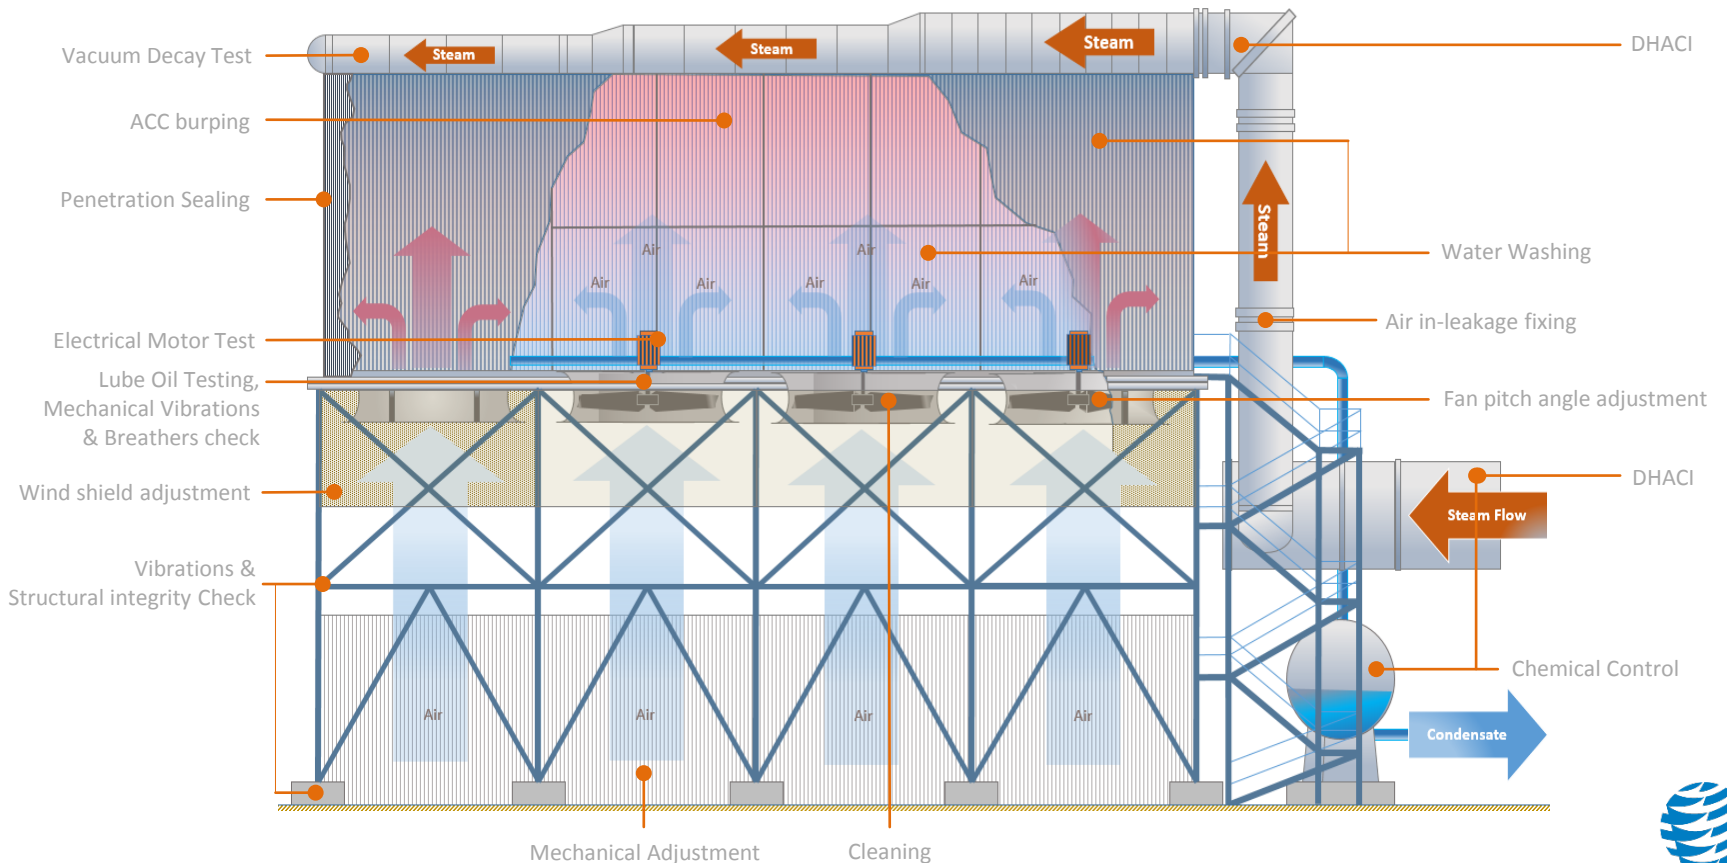 Vacuum Decay Test
Steam
Steam
Steam
DHACI
ACC burping
Penetration Sealing
Steam
Air
Air
Water Washing
Air
Air
Air
Air
Air
Air in-leakage fixing
Electrical Motor Test
Lube Oil Testing,
Mechanical Vibrations
& Breathers check
Fan pitch angle adjustment
Wind shield adjustment
DHACI
Steam Flow
Vibrations &
Structural integrity Check
Chemical Control
Air
Air
Air
Air
Condensate
Mechanical Adjustment
Cleaning